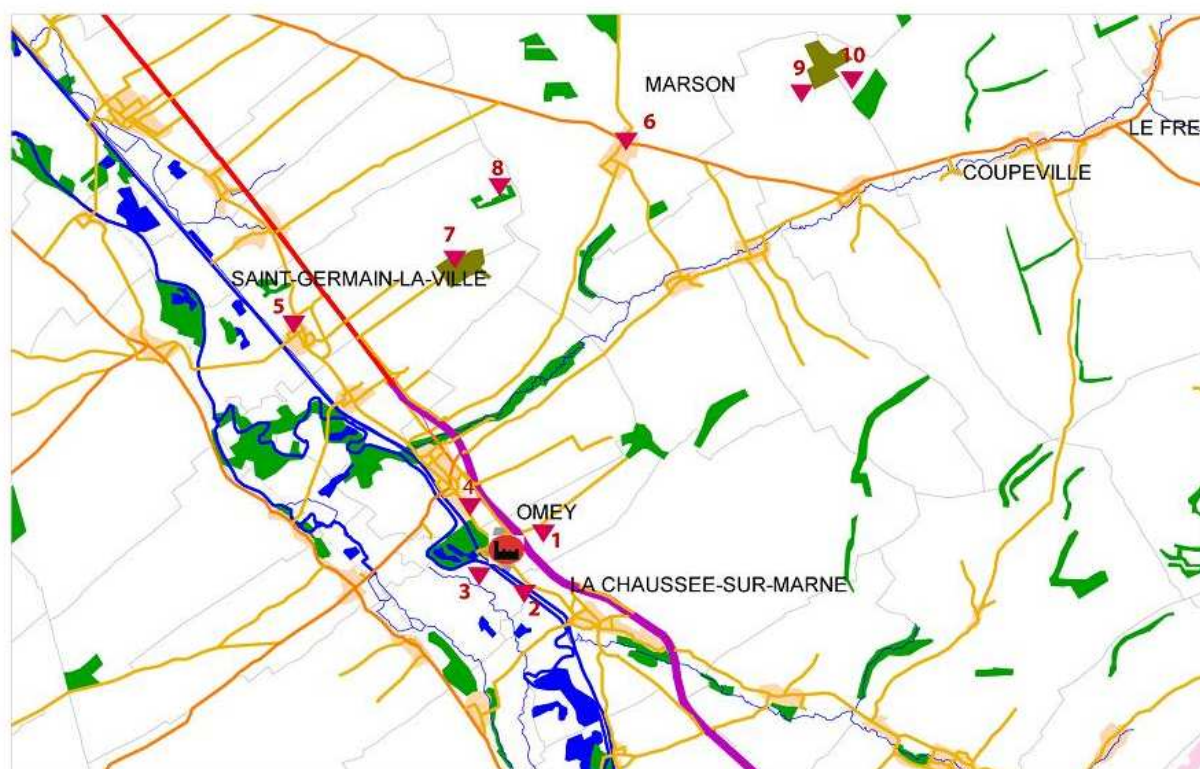 10
9
MARSON
6
LE FRE
8
COUPEVILLE
7
SAINT-GERMAIN-LA-VILLE
5
4
OMEY
1
3
2
LA CHAUSSEE-SUR-MARNE